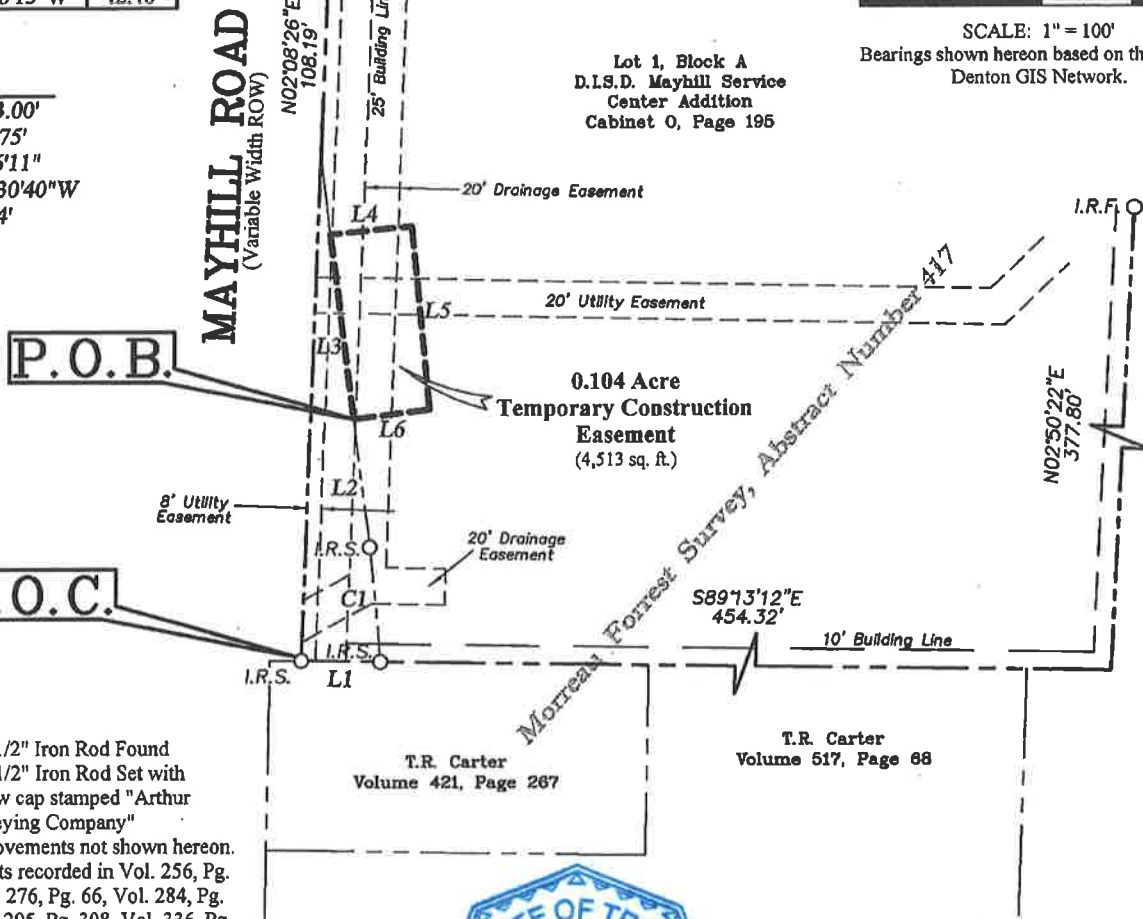 SCALE: 1" = 100'
Bearings shown hereon based on th
Denton GIS Network.
N02°08'26"E
108.19'
25' Building Lin
Lot 1, Block A
D.I.S.D. Mayhill Service
Center Addition
Cabinet O, Page 195
.00'
75'
'11"
30'40"W
4'
MAYHILL ROAD
(Variable Width ROW)
20' Drainage Easement
L4
I.R.F.
20' Utility Easement
L5
L3
P.O.B.
0.104 Acre
Temporary Construction
Easement
(4,513 sq. ft.)
L6
N02°50'22"E
377.80'
Morreau Forrest Survey, Abstract Number 417
L2
8' Utility
Easement
I.R.S.
20' Drainage
Easement
O.C.
C1
S89°13'12"E
454.32'
10' Building Line
I.R.S.
I.R.S.
L1
/2" Iron Rod Found
1/2" Iron Rod Set with
w cap stamped "Arthur
eying Company"
ovements not shown hereon.
ts recorded in Vol. 256, Pg.
276, Pg. 66, Vol. 284, Pg.
T.R. Carter
Volume 421, Page 267
T.R. Carter
Volume 517, Page 68